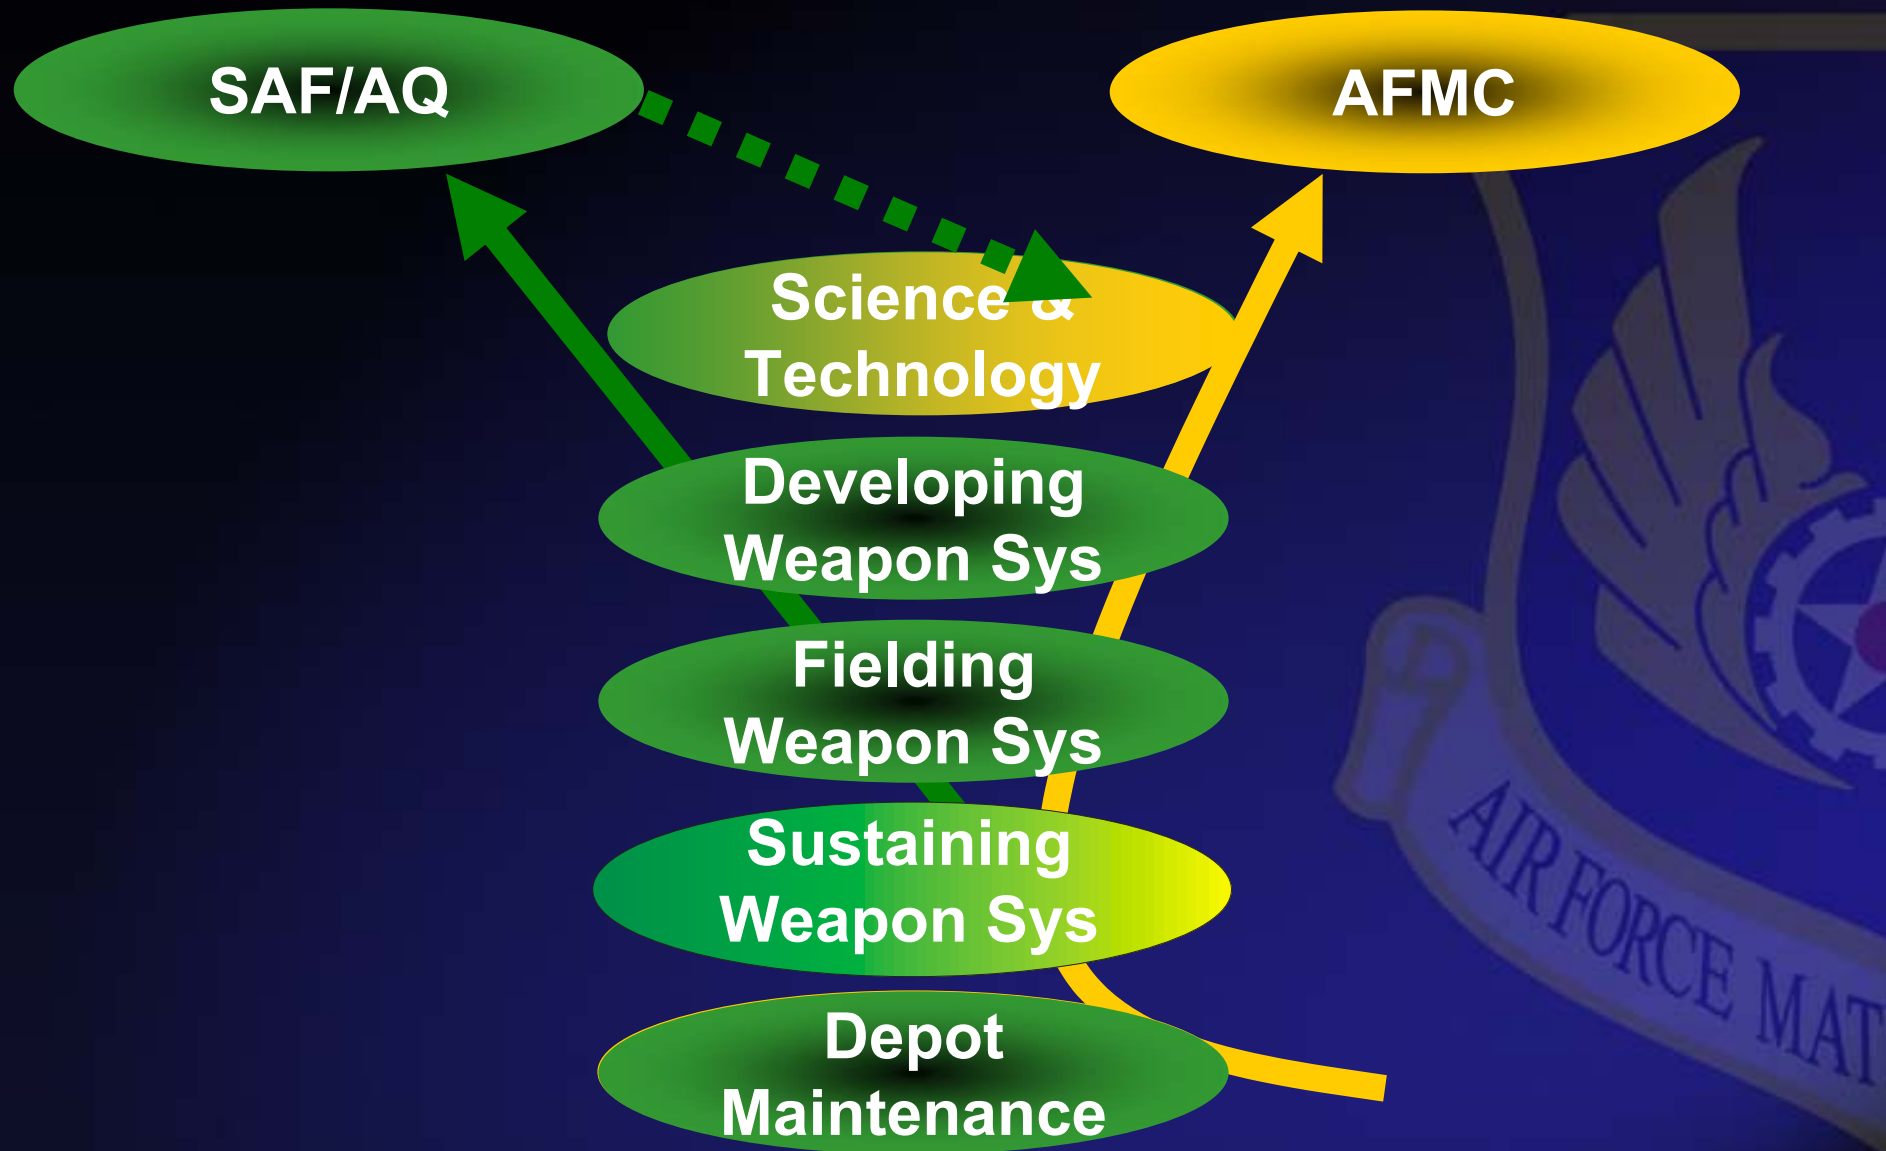 SAF/AQ
AFMC
Science &
Technology
Developing
Weapon Sys
Fielding
Weapon Sys
Sustaining
Weapon Sys
Depot
Maintenance
AIR FORCE MAT